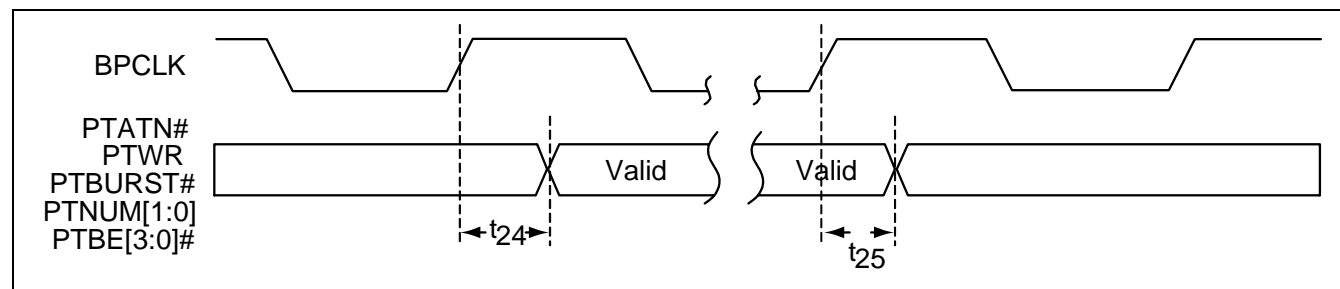 BPCLK
PTATN#
PTWR
PTBURST#
PTNUM[1:0]
PTBE[3:0]#
Valid
Valid
t24
t25